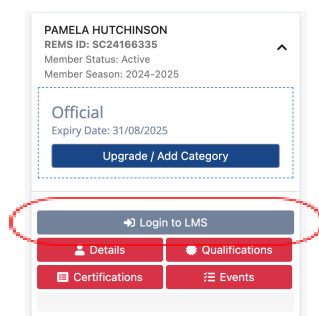 PAMELA HUTCHINSON
REMS ID: SC24166335
Member Status: Active
Member Season: 2024-2025
Official
Expiry Date: 31/08/2025
Upgrade / Add Category
Login to LMS
Details
Qualifications
Certifications
Events